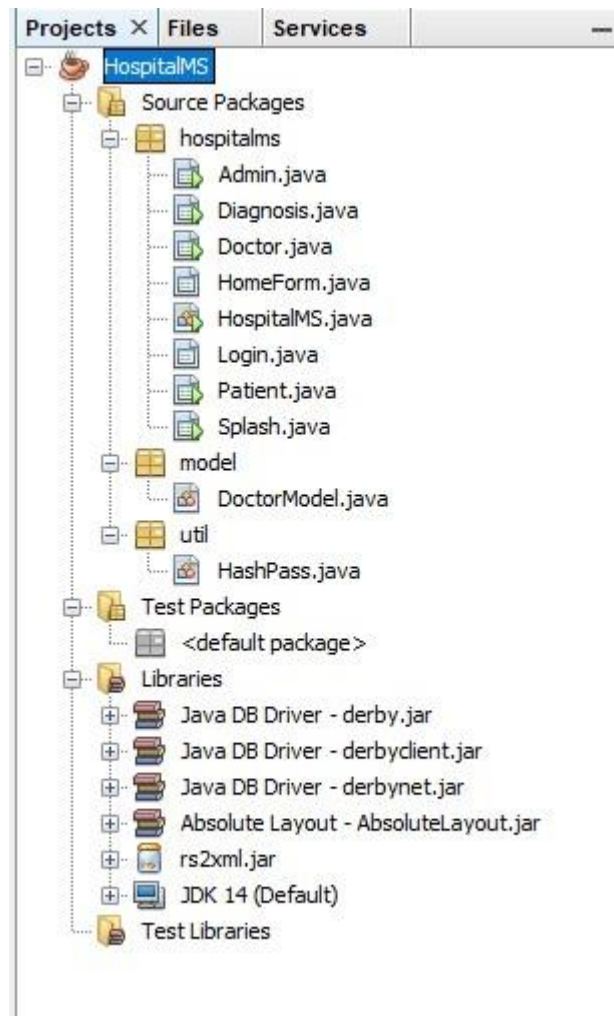 Projects × Files Services
HospitalMS
Source Packages
hospitalms
Admin.java
Diagnosis.java
Doctor.java
HomeForm.java
HospitalMS.java
Login.java
Patient.java
Splash.java
model
DoctorModel.java
util
HashPass.java
Test Packages
<default package>
Libraries
Java DB Driver - derby.jar
Java DB Driver - derbyclient.jar
Java DB Driver - derbynet.jar
Absolute Layout - AbsoluteLayout.jar
rs2xml.jar
JDK 14 (Default)
Test Libraries